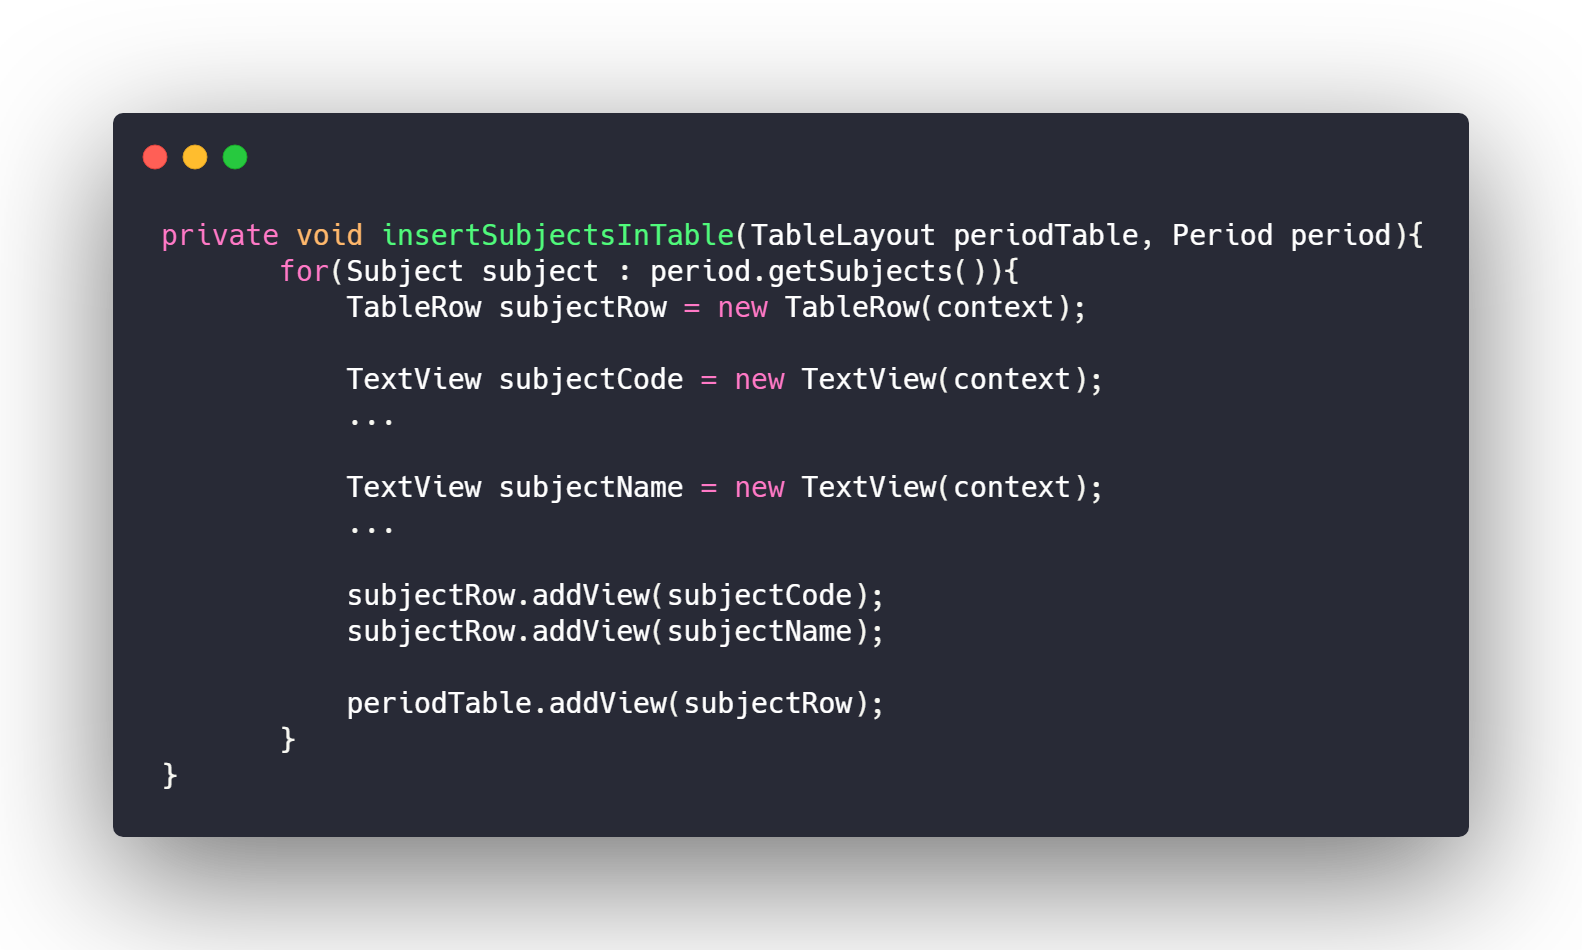 private void insertSubjectsInTable(TableLayout periodTable, Period period){
for(Subject subject : period.getSubjects()){
TableRow subjectRow = new TableRow(context);
TextView subjectCode = new TextView(context);
...
TextView subjectName = new TextView(context);
...
subjectRow.addView(subjectCode);
subjectRow.addView(subjectName);
periodTable.addView(subjectRow);
}
}